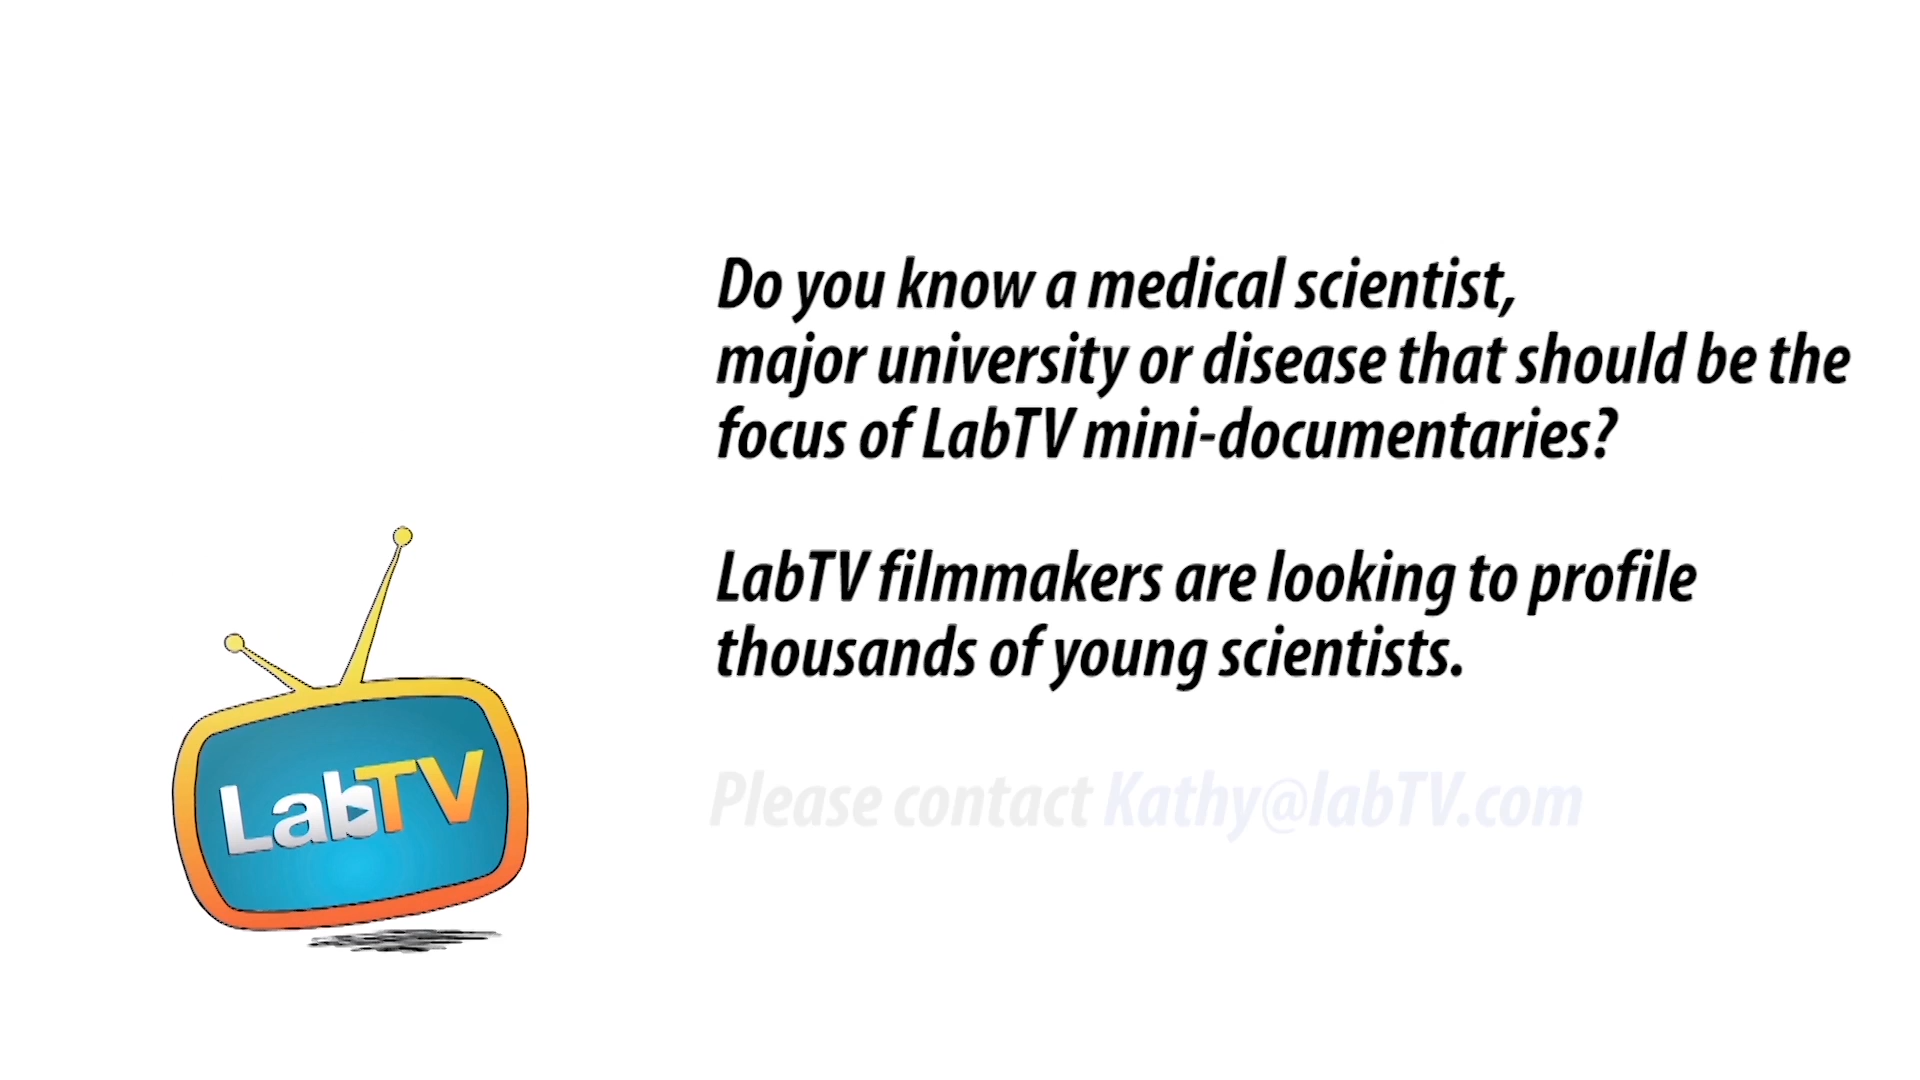 Do you know a medical scientist,
major university or disease that should be the
focus of LabTV mini-documentaries?
LabTV filmmakers are looking to profile
thousands of young scientists.
Please contact Kathy@labTV.com
LabTV